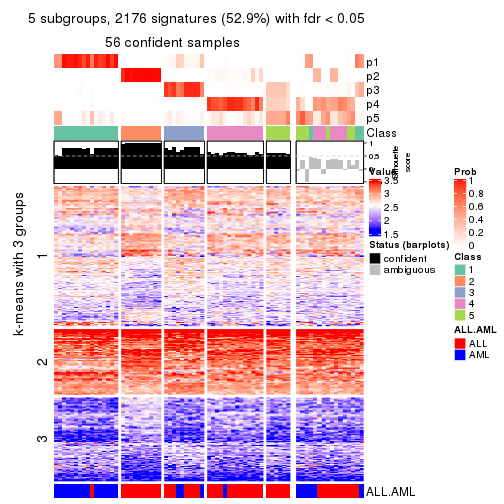 5 subgroups, 2176 signatures (52.9%) with fdr < 0.05
56 confident samples
p1
p2
p3
p4
p5
Class
1
0.5
0
silhouette
score
k-means with 3 groups
1
2
3
ALL.AML
Value
3.5
3
2.5
2
1.5
Status (barplots)
confident
ambiguous
Prob
1
0.8
0.6
0.4
0.2
0
Class
1
2
3
4
5
ALL.AML
ALL
AML